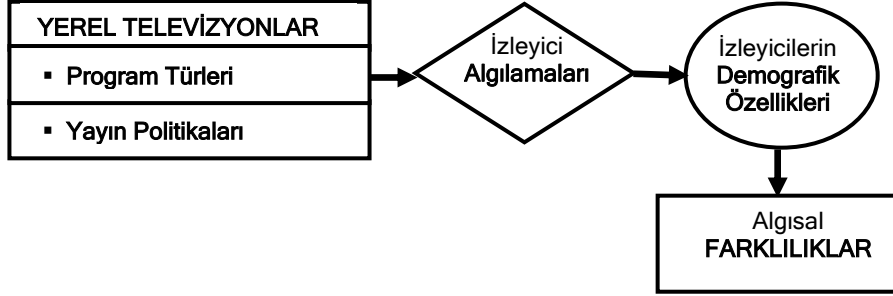 YEREL TELEVİZYONLAR
▪ Program Türleri
▪ Yayın Politikaları
İzleyici
Algılamaları
İzleyicilerin
Demografik
Özellikleri
Algısal
FARKLILIKLAR